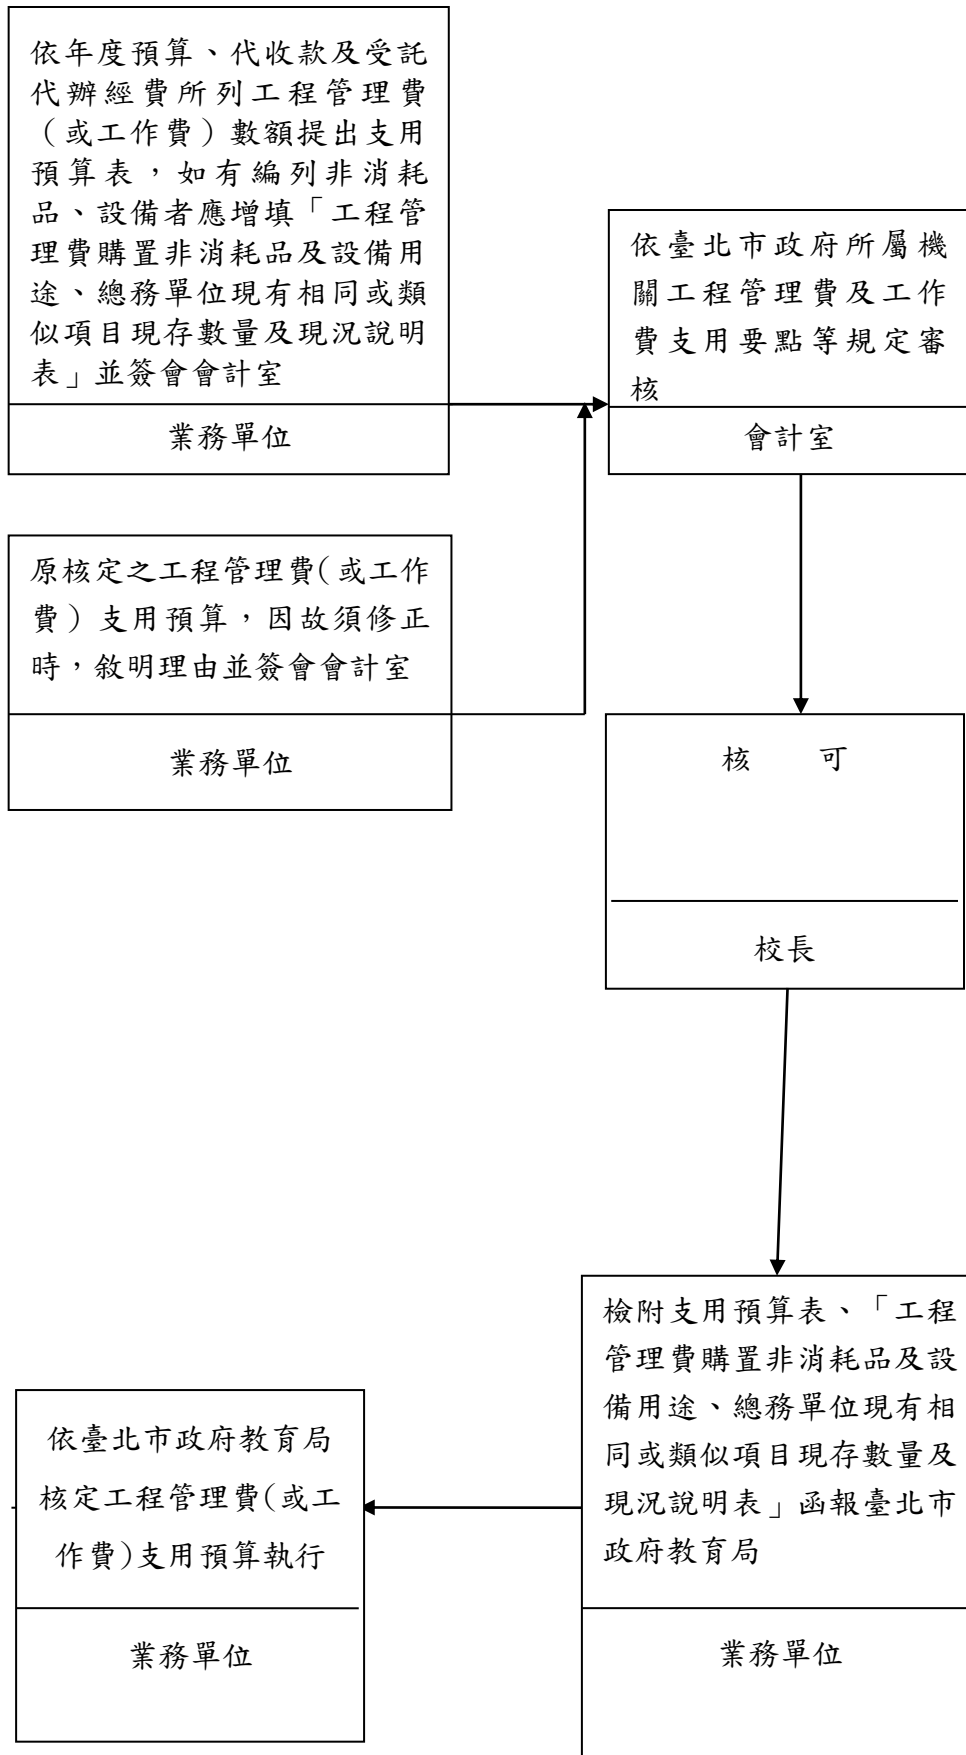 依年度預算、代收款及受託
代辦經費所列工程管理費
（或工作費）數額提出支用
預算表，如有編列非消耗
品、設備者應增填「工程管
理費購置非消耗品及設備用
途、總務單位現有相同或類
似項目現存數量及現況說明
表」並簽會會計室
業務單位
依臺北市政府所屬機
關工程管理費及工作
費支用要點等規定審
核
會計室
原核定之工程管理費(或工作
費）支用預算，因故須修正
時，敘明理由並簽會會計室
業務單位
核　　可
校長
檢附支用預算表、「工程
管理費購置非消耗品及設
備用途、總務單位現有相
同或類似項目現存數量及
現況說明表」函報臺北市
政府教育局
業務單位
依臺北市政府教育局
核定工程管理費(或工
作費)支用預算執行
業務單位